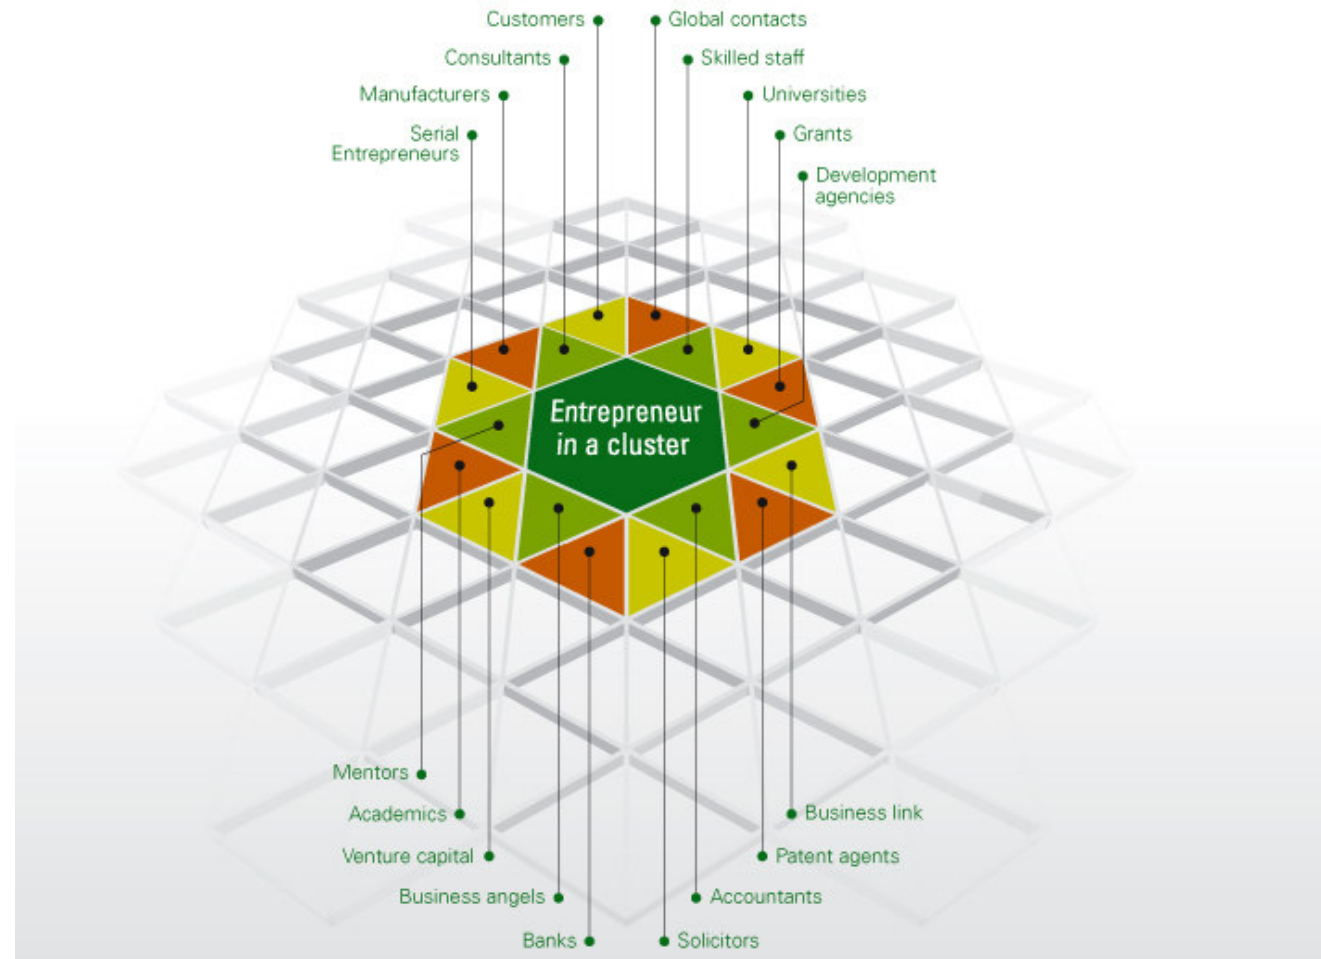 Customers
Global contacts
Consultants
Skilled staff
Manufacturers
Universities
Serial
Entrepreneurs
Grants
Development
agencies
Entrepreneur
in a cluster
Mentors
Academics
Business link
Venture capital
Patent agents
Business angels
Accountants
Banks
Solicitors